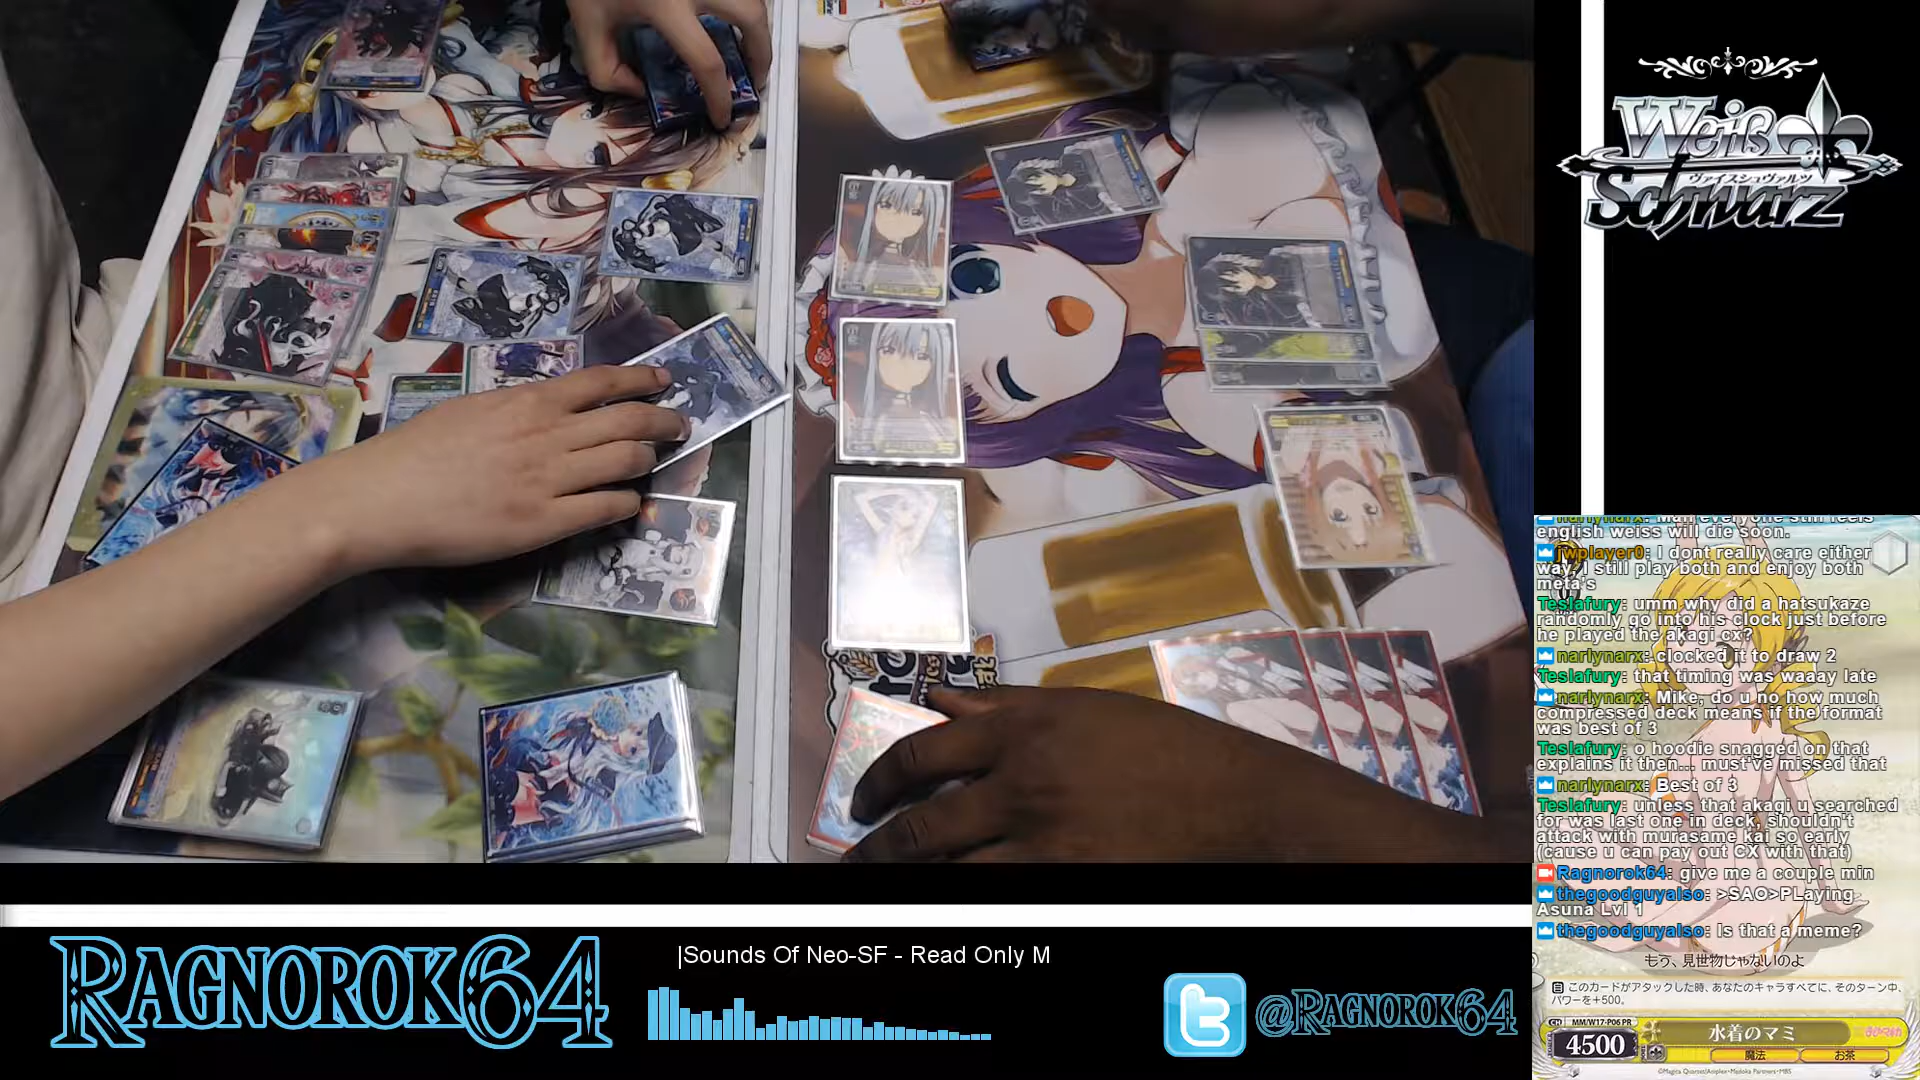 Weiß
ヴァイスシュヴァルツ
Schwarz
narlynarx: Man everyone still feels
english weiss will die soon.
jwplayer0: I dont really care either
way, I still play both and enjoy both
meta's
Teslafury: umm why did a hatsukaze
randomly go into his clock just before
he played the akagi cx?
narlynarx: clocked it to draw 2
Teslafury: that timing was waaay late
narlynarx: Mike, do u no how much
compressed deck means if the format
was best of 3
Teslafury: o hoodie snagged on that
explains it then... must've missed that
narlynarx: Best of 3
Teslafury: unless that akagi u searched
for was last one in deck, shouldn't
attack with murasame kai so early
(cause u can pay out CX with that)
Ragnorok64: give me a couple min
thegoodguyalso: >SAO>PLaying
Asuna Lvl 1
thegoodguyalso: Is that a meme?
もう、見世物じゃないのよ
このカードがアタックした時、あなたのキャラすべてに、そのターン中、
パワーを+500。
MM/W17-P06 PR
水着のマミ
4500
魔法
お茶
Ragnorok64
|Sounds Of Neo-SF - Read Only M
@Ragnorok64